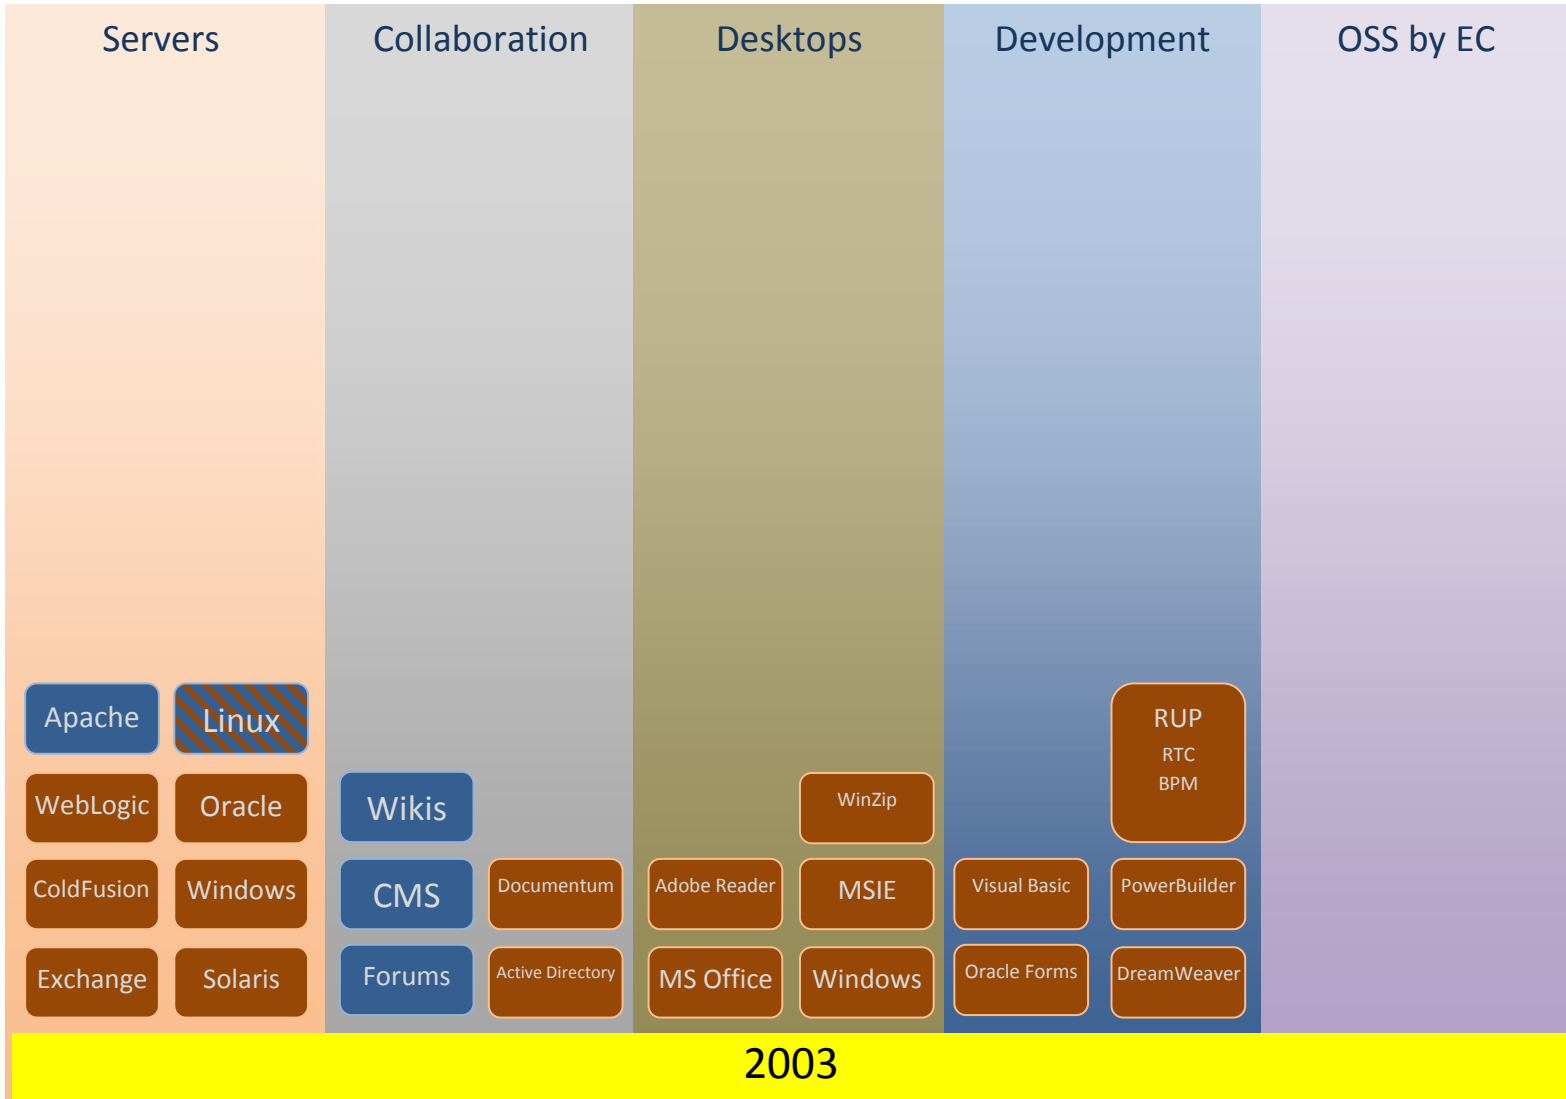 Servers
Collaboration
Desktops
Development
OSS by EC
Apache
Linux
RUP
RTC
BPM
WebLogic
Oracle
Wikis
WinZip
ColdFusion
Windows
CMS
Documentum
Adobe Reader
MSIE
Visual Basic
PowerBuilder
Exchange
Solaris
Forums
Active Directory
MS Office
Windows
Oracle Forms
DreamWeaver
2003